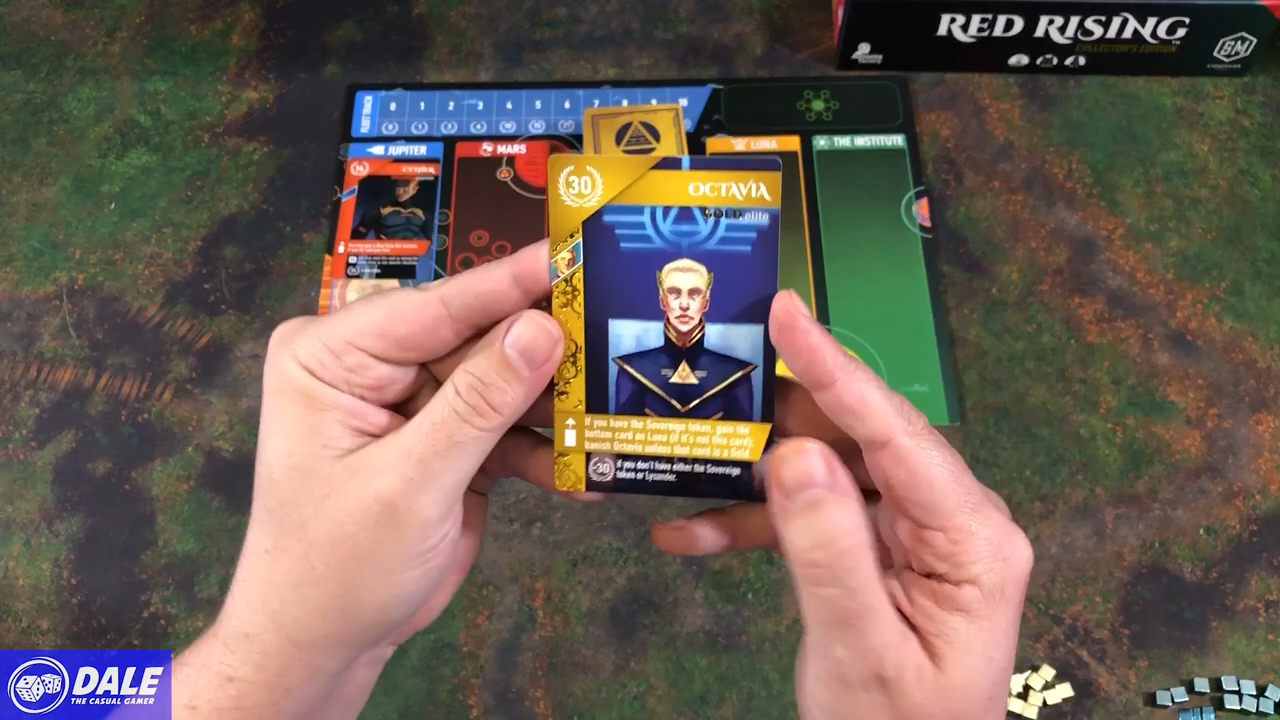 RED RISING
COLLECTOR'S EDITION
FLEET TRACK
0 1 2 3 4 5 6 7 8 9 10
JUPITER
MARS
LUNA
THE INSTITUTE
30
OCTAVIA
GOLD elite
If you have the Sovereign token, gain the
bottom card on Luna (if it's not this card);
banish Octavia unless that card is a Gold.
-30
if you don't have either the Sovereign
token or Lysander.
DALE
THE CASUAL GAMER